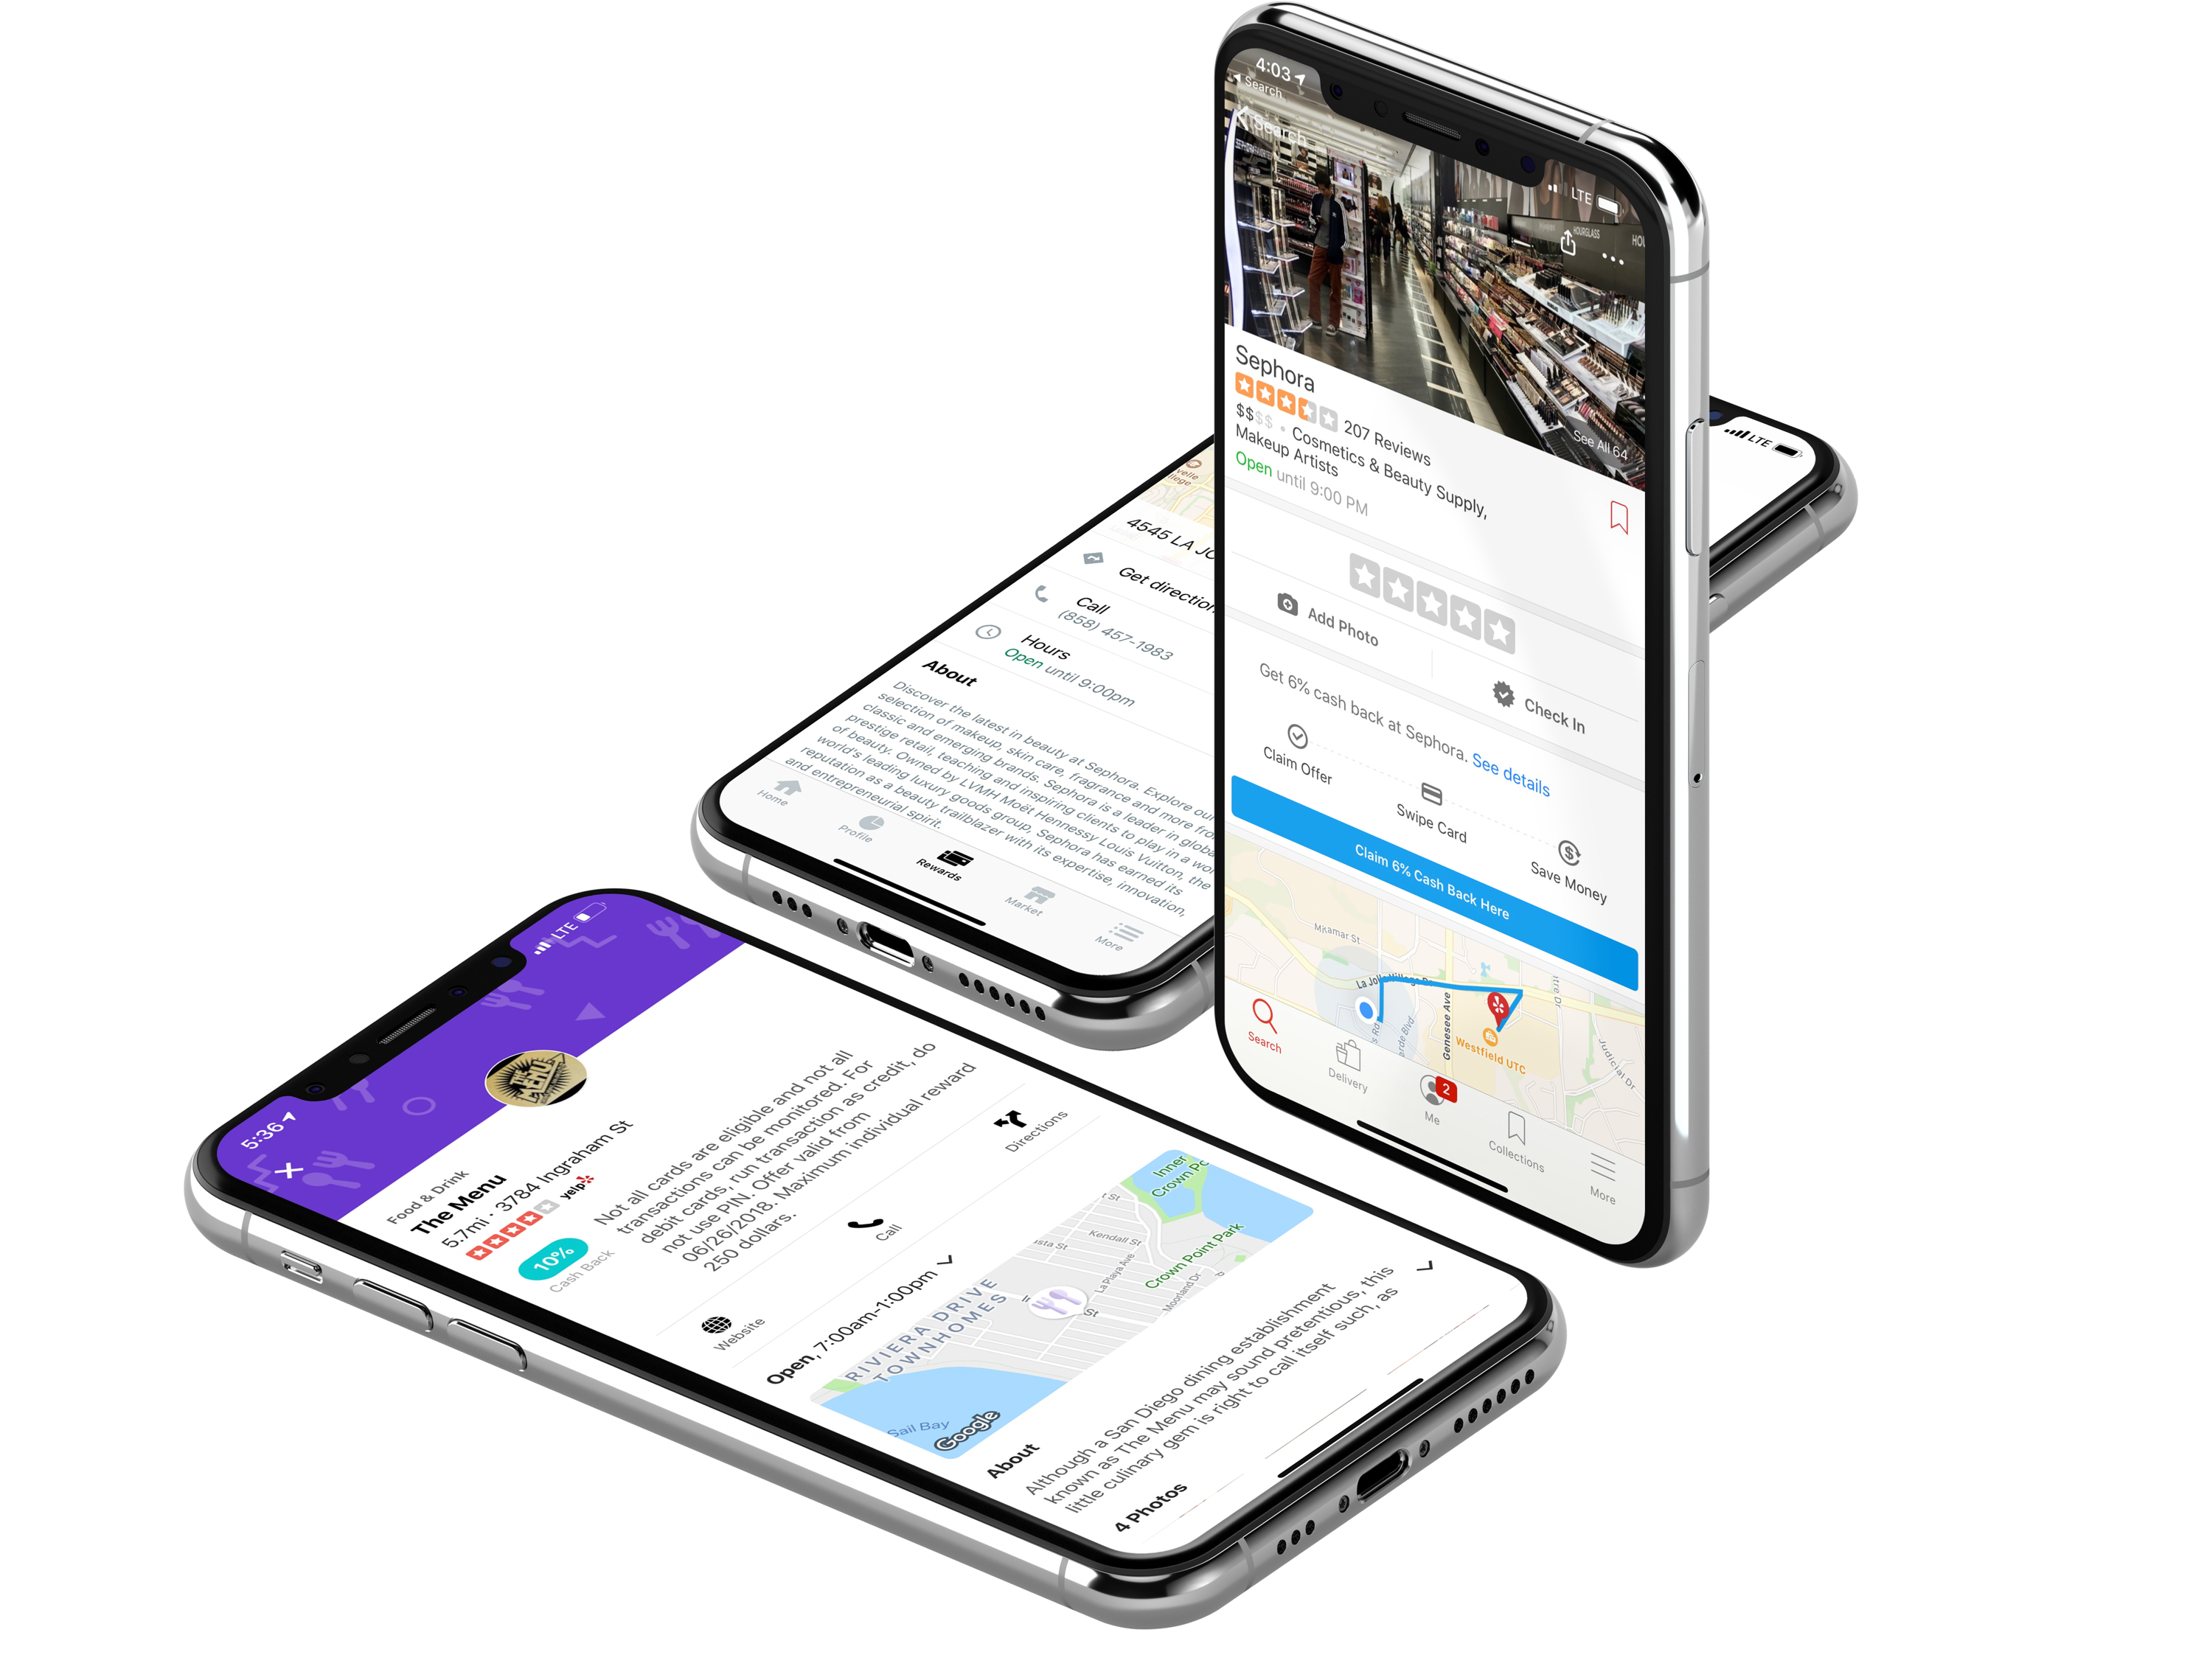 4:03
Search
Search
LTE
HOURGLASS
See All 64
Sephora
207 Reviews
$$$$ • Cosmetics & Beauty Supply,
Makeup Artists
Open until 9:00 PM
Add Photo
Check In
Get 6% cash back at Sephora. See details
Claim Offer
Swipe Card
Save Money
Claim 6% Cash Back Here
Miramar St
La Jolla Village Dr
Genesee Ave
Westfield UTC
Judicial Dr
Search
Delivery
2
Me
Collections
More
LTE
4545 LA JO
Get direction
Call
(858) 457-1983
Hours
Open until 9:00pm
About
Discover the latest in beauty at Sephora. Explore our
selection of makeup, skin care, fragrance and more from
classic and emerging brands. Sephora is a leader in global
prestige retail, teaching and inspiring clients to play in a wor
of beauty. Owned by LVMH Moët Hennessy Louis Vuitton, the
world's leading luxury goods group, Sephora has earned its
reputation as a beauty trailblazer with its expertise, innovation,
and entrepreneurial spirit.
Home
Profile
Rewards
Market
More
5:36
LTE
THE MENU
Food & Drink
The Menu
5.7mi · 3784 Ingraham St
yelp
10%
Cash Back
Not all cards are eligible and not all
transactions can be monitored. For
debit cards, run transaction as credit, do
not use PIN. Offer valid from
06/26/2018. Maximum individual reward
250 dollars.
Website
Call
Directions
Open, 7:00am-1:00pm
Inner
Crown Po
Kendall St
Crown Point Park
La Playa Ave
Moorland Dr
RIVIERA DRIVE
TOWNHOMES
Sail Bay
Google
About
Although a San Diego dining establishment
known as The Menu may sound pretentious, this
little culinary gem is right to call itself such, as
4 Photos